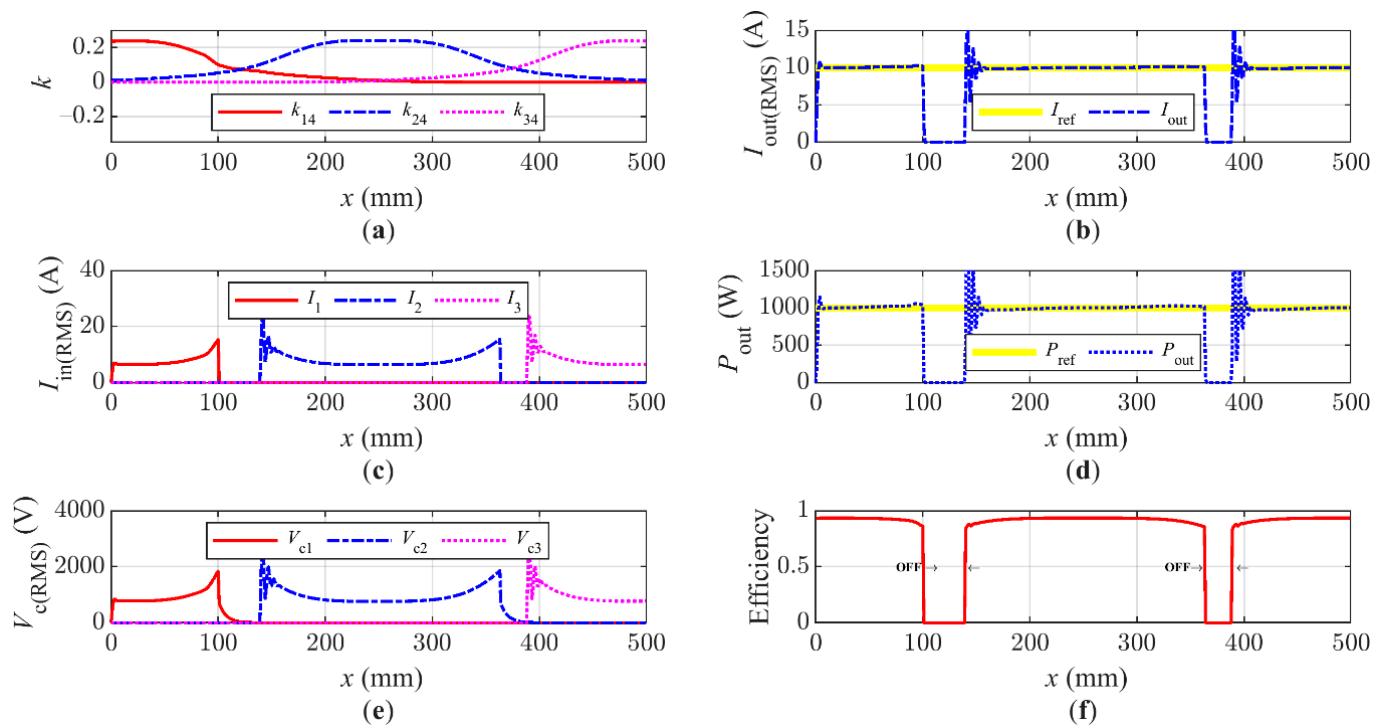 k
0.2
0
−0.2
k14 k24 k34
0 100 200 300 400 500
x (mm)
(a)
Iout(RMS) (A)
15
10
5
0
Iref Iout
0 100 200 300 400 500
x (mm)
(b)
Iin(RMS) (A)
40
20
0
I1 I2 I3
0 100 200 300 400 500
x (mm)
(c)
Pout (W)
1500
1000
500
0
Pref Pout
0 100 200 300 400 500
x (mm)
(d)
Vc(RMS) (V)
4000
2000
0
Vc1 Vc2 Vc3
0 100 200 300 400 500
x (mm)
(e)
Efficiency
1
0.5
0
OFF→ ← OFF→ ←
0 100 200 300 400 500
x (mm)
(f)